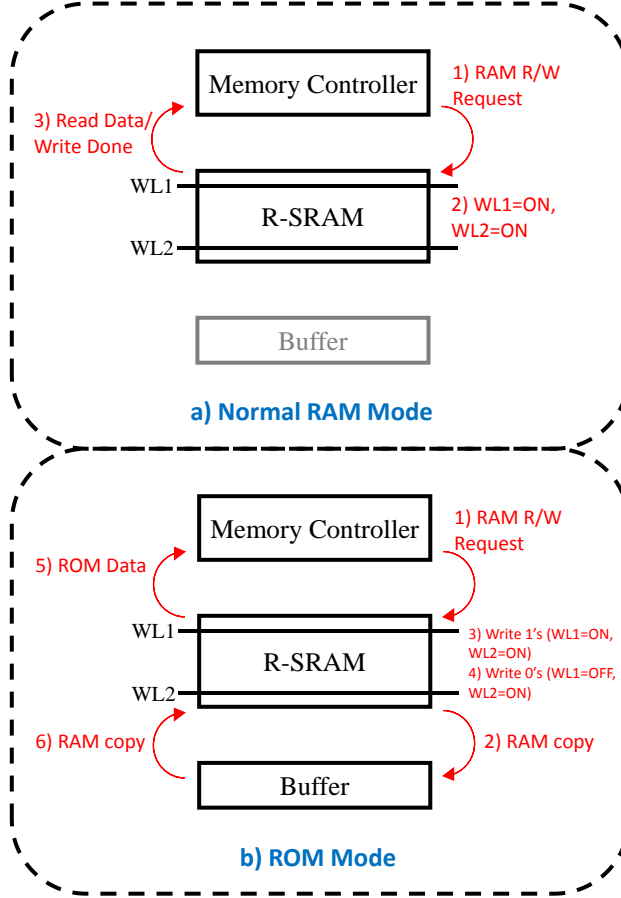 Memory Controller
1) RAM R/W
Request
3) Read Data/
Write Done
WL1
R-SRAM
2) WL1=ON,
WL2=ON
WL2
Buffer
a) Normal RAM Mode
Memory Controller
1) RAM R/W
Request
5) ROM Data
WL1
3) Write 1's (WL1=ON,
WL2=ON)
R-SRAM
4) Write 0's (WL1=OFF,
WL2=ON)
WL2
6) RAM copy
2) RAM copy
Buffer
b) ROM Mode